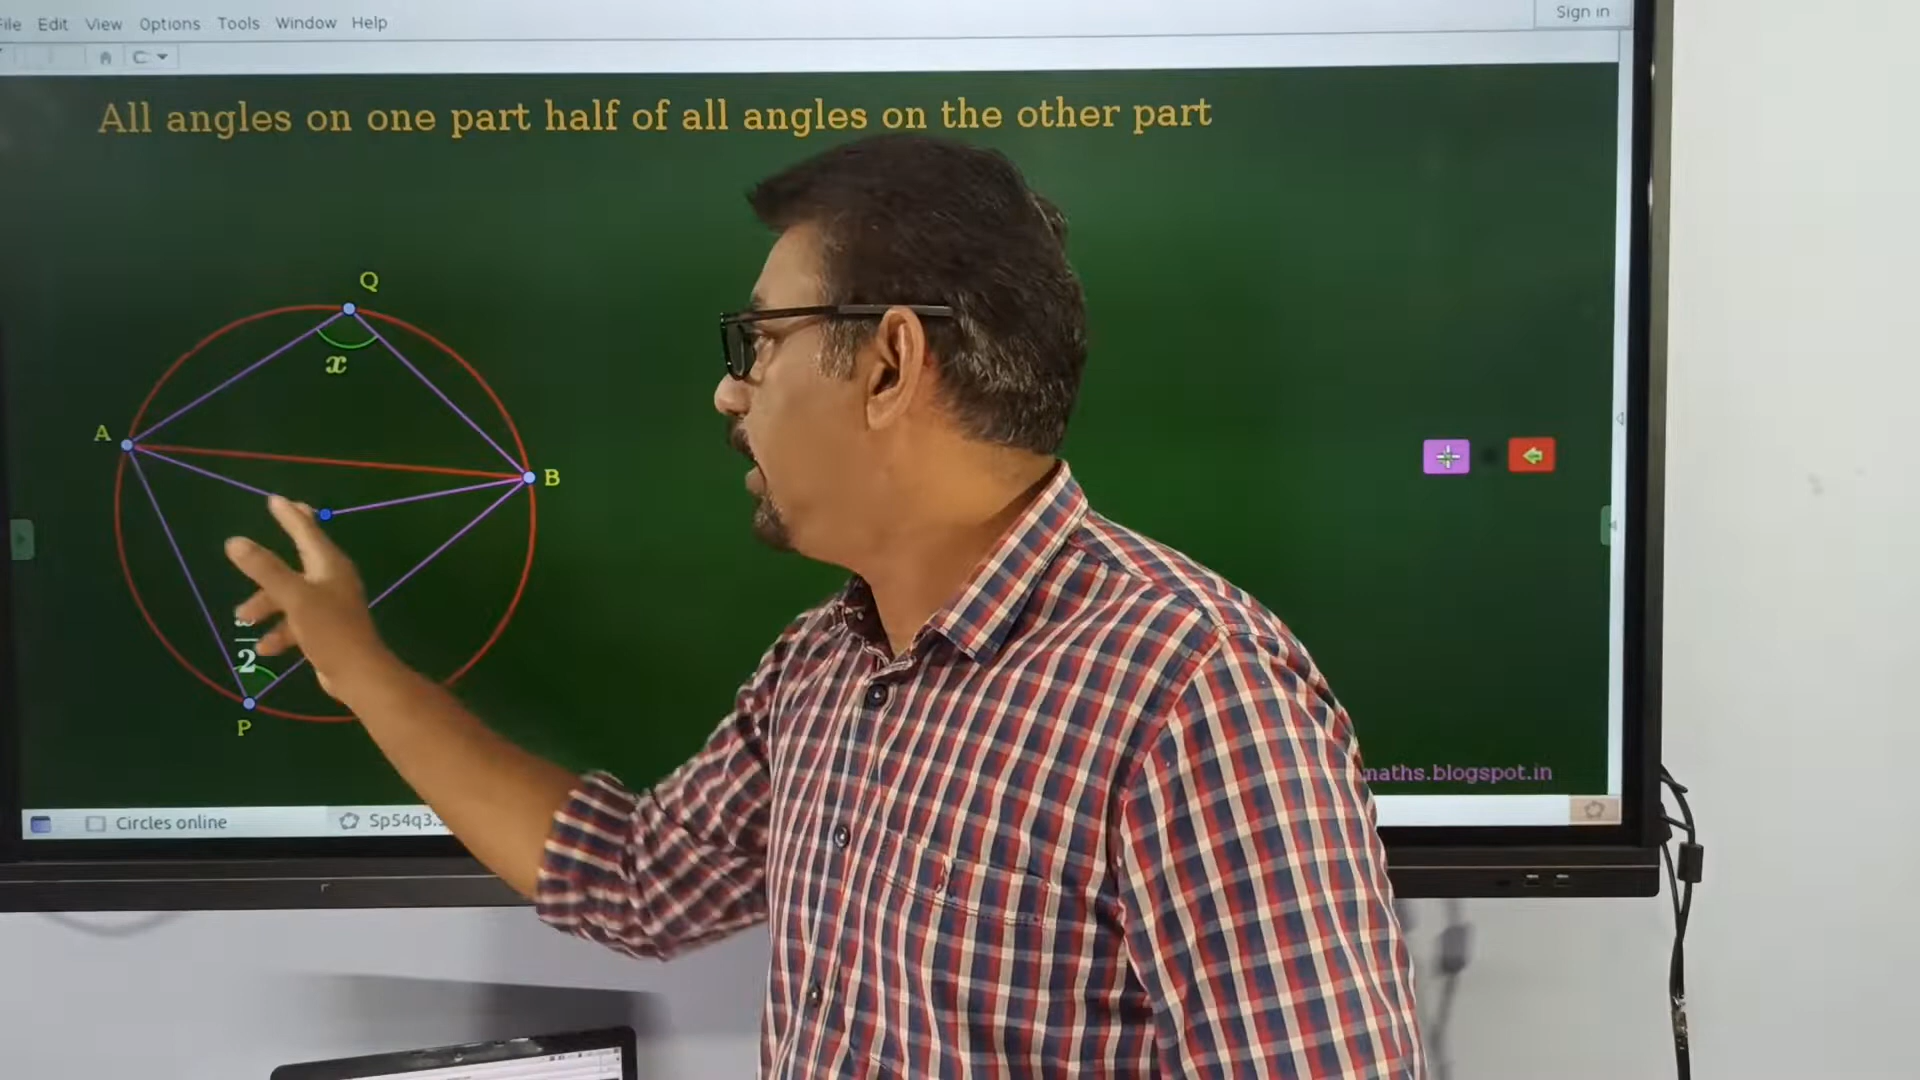 File Edit View Options Tools Window Help
Sign in
C:
All angles on one part half of all angles on the other part
Q
x
A
B
2
P
maths.blogspot.in
Circles online
Sp54q3.